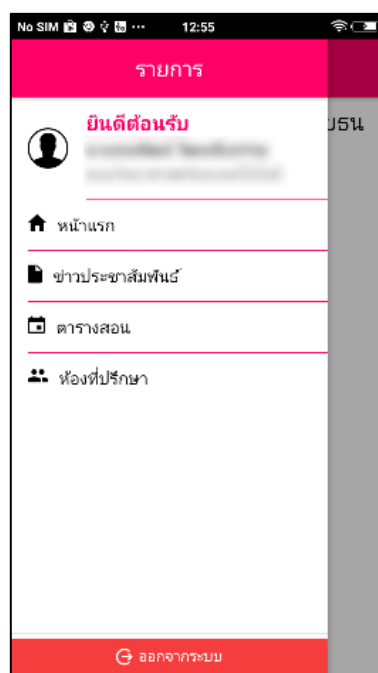 No SIM ... 12:55
รายการ
ยินดีต้อนรับ
ยธน
หน้าแรก
ข่าวประชาสัมพันธ์
ตารางสอน
ห้องที่ปรึกษา
ออกจากระบบ